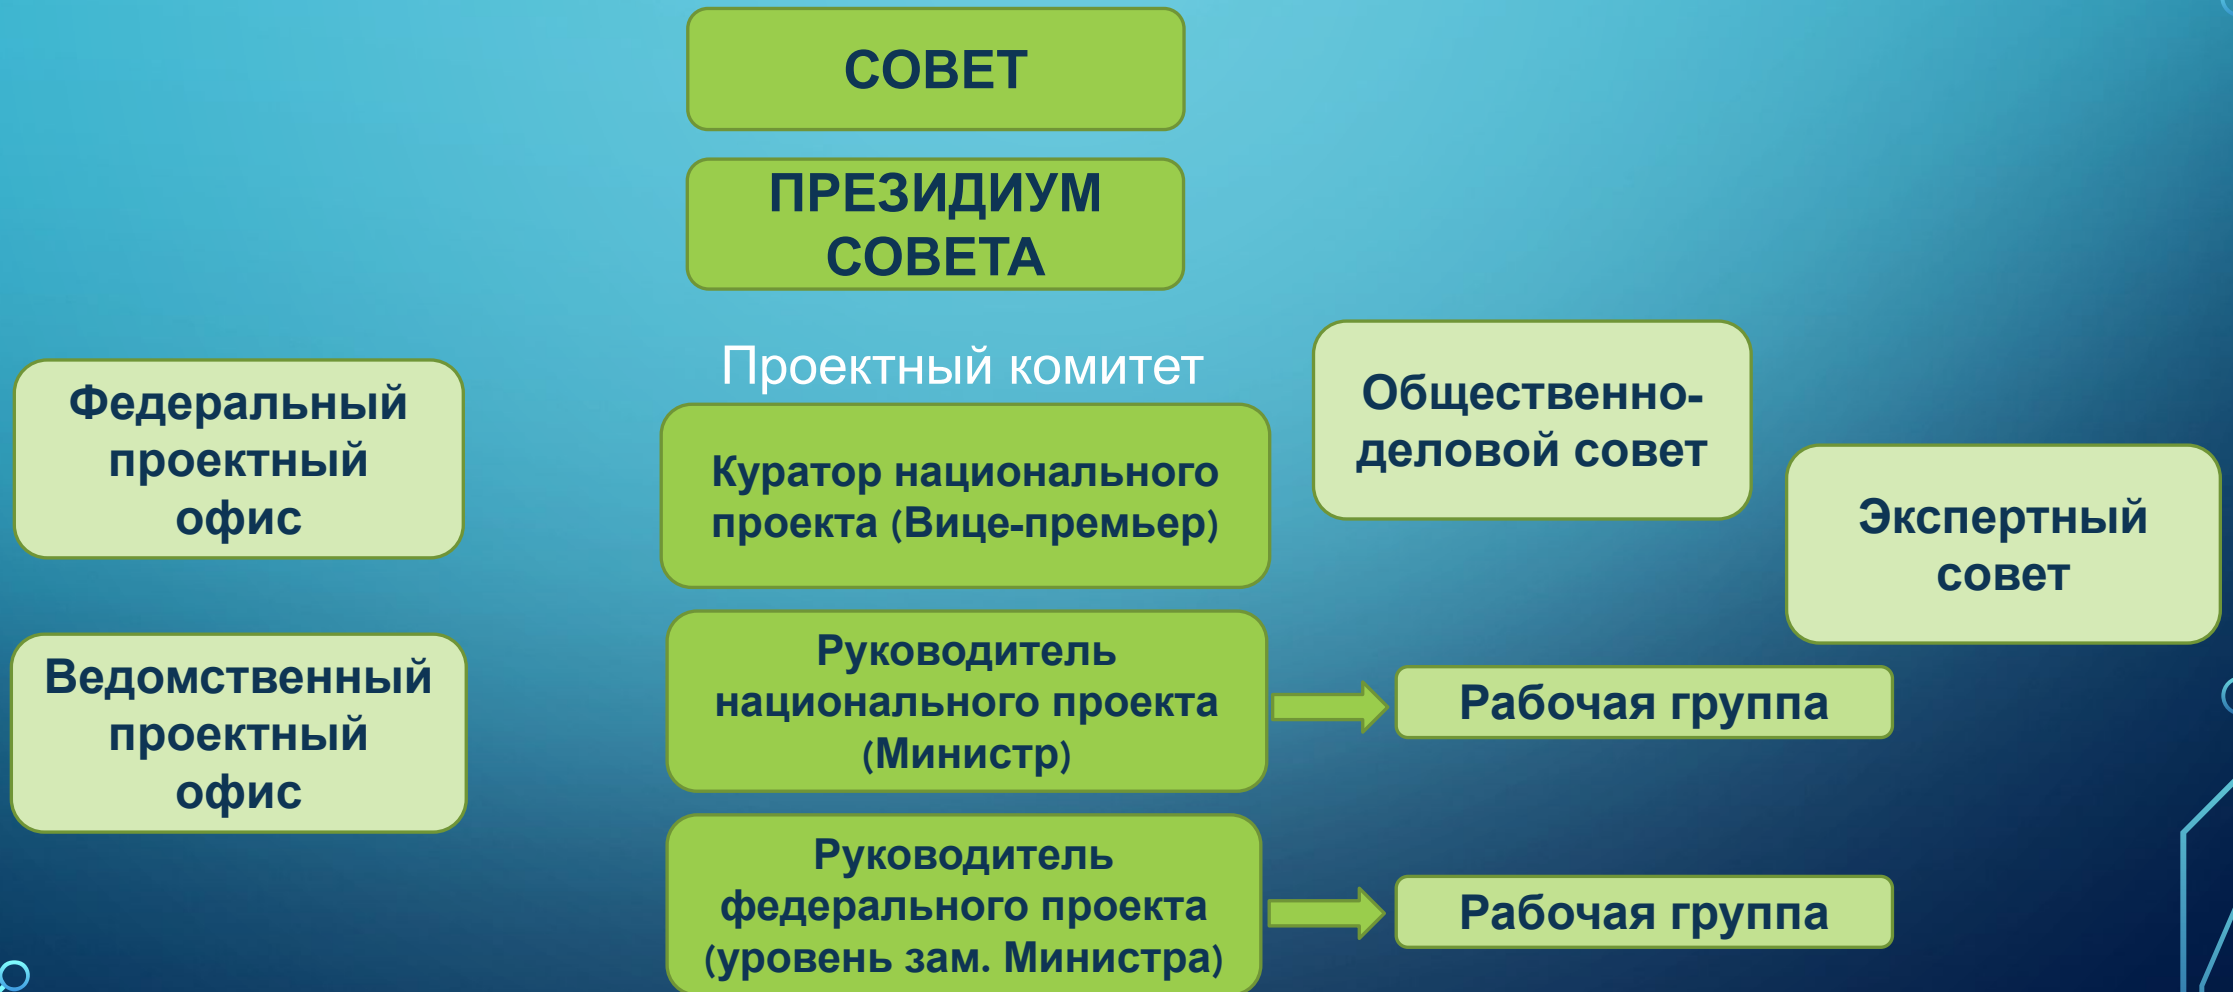 СОВЕТ
ПРЕЗИДИУМ
СОВЕТА
Проектный комитет
Федеральный
проектный
офис
Куратор национального
проекта (Вице-премьер)
Общественно-
деловой совет
Экспертный
совет
Ведомственный
проектный
офис
Руководитель
национального проекта
(Министр)
Рабочая группа
Руководитель
федерального проекта
(уровень зам. Министра)
Рабочая группа